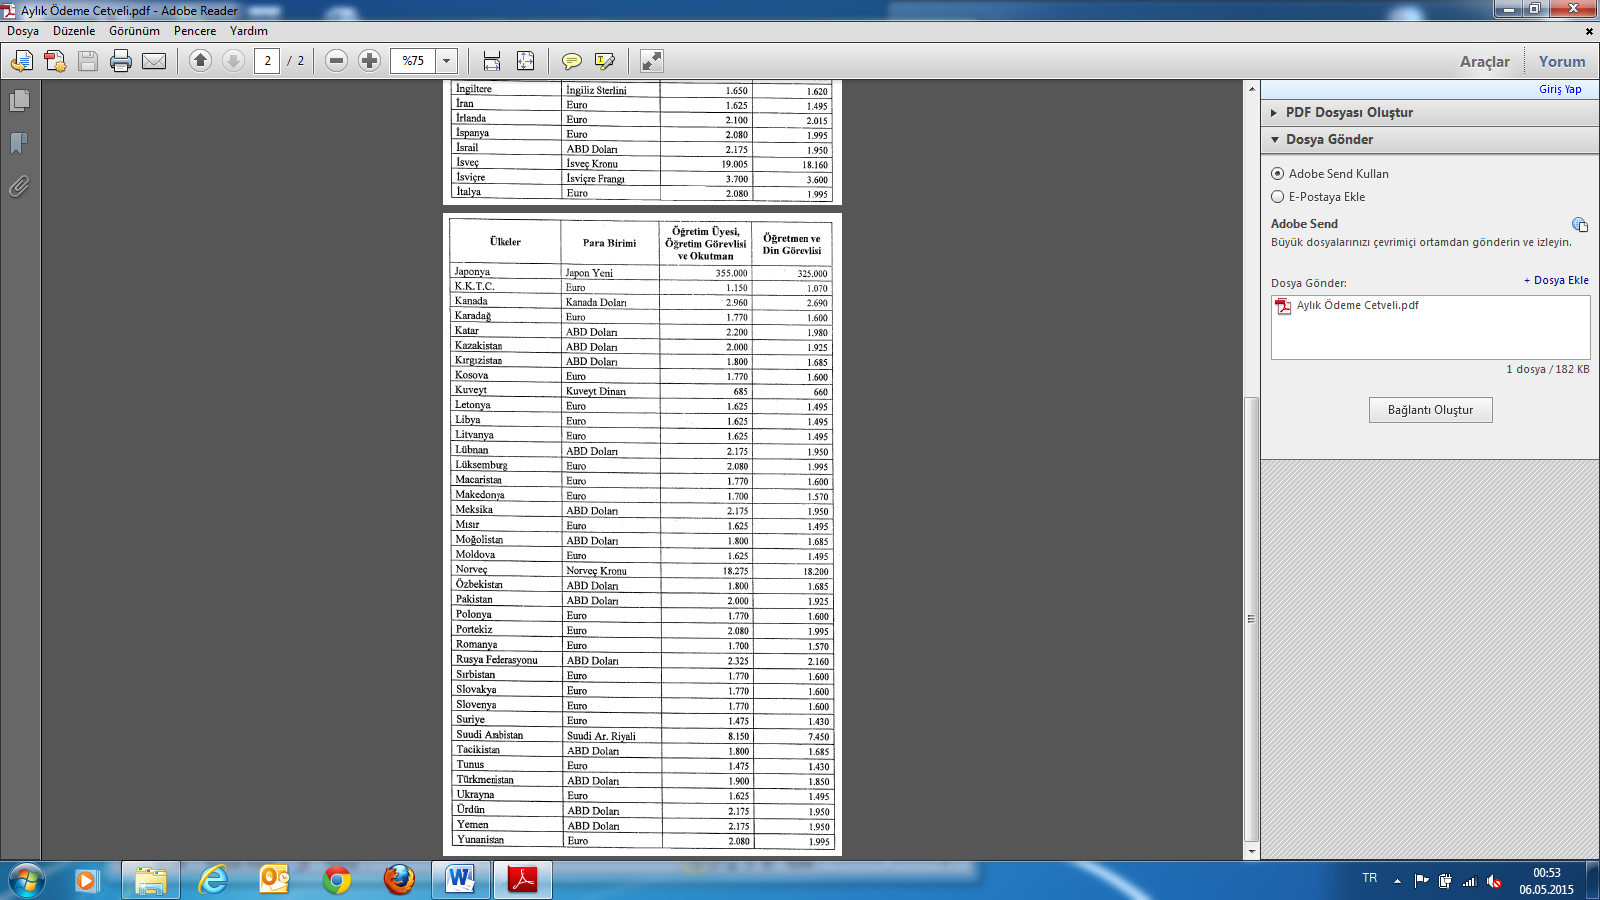 Aylık Ödeme Cetveli.pdf - Adobe Reader
Dosya Düzenle Görünüm Pencere Yardım
2 / 2 %75 Araçlar Yorum
Giriş Yap
PDF Dosyası Oluştur
Dosya Gönder
Adobe Send Kullan
E-Postaya Ekle
Adobe Send
Büyük dosyalarınızı çevrimiçi ortamdan gönderin ve izleyin.
Dosya Gönder: + Dosya Ekle
Aylık Ödeme Cetveli.pdf
1 dosya / 182 KB
Bağlantı Oluştur
İngiltere İngiliz Sterlini 1.650 1.620
İran Euro 1.625 1.495
İrlanda Euro 2.100 2.015
İspanya Euro 2.080 1.995
İsrail ABD Doları 2.175 1.950
İsveç İsveç Kronu 19.005 18.160
İsviçre İsviçre Frangı 3.700 3.600
İtalya Euro 2.080 1.995
Ülkeler Para Birimi Öğretim Üyesi, Öğretim Görevlisi ve Okutman Öğretmen ve Din Görevlisi
Japonya Japon Yeni 355.000 325.000
K.K.T.C. Euro 1.150 1.070
Kanada Kanada Doları 2.960 2.690
Karadağ Euro 1.770 1.600
Katar ABD Doları 2.200 1.980
Kazakistan ABD Doları 2.000 1.925
Kırgızistan ABD Doları 1.800 1.685
Kosova Euro 1.770 1.600
Kuveyt Kuveyt Dinarı 685 660
Letonya Euro 1.625 1.495
Libya Euro 1.625 1.495
Litvanya Euro 1.625 1.495
Lübnan ABD Doları 2.175 1.950
Lüksemburg Euro 2.080 1.995
Macaristan Euro 1.770 1.600
Makedonya Euro 1.700 1.570
Meksika ABD Doları 2.175 1.950
Mısır Euro 1.625 1.495
Moğolistan ABD Doları 1.800 1.685
Moldova Euro 1.625 1.495
Norveç Norveç Kronu 18.275 18.200
Özbekistan ABD Doları 1.800 1.685
Pakistan ABD Doları 2.000 1.925
Polonya Euro 1.770 1.600
Portekiz Euro 2.080 1.995
Romanya Euro 1.700 1.570
Rusya Federasyonu ABD Doları 2.325 2.160
Sırbistan Euro 1.770 1.600
Slovakya Euro 1.770 1.600
Slovenya Euro 1.770 1.600
Suriye Euro 1.475 1.430
Suudi Arabistan Suudi Ar. Riyali 8.150 7.450
Tacikistan ABD Doları 1.800 1.685
Tunus Euro 1.475 1.430
Türkmenistan ABD Doları 1.900 1.850
Ukrayna Euro 1.625 1.495
Ürdün ABD Doları 2.175 1.950
Yemen ABD Doları 2.175 1.950
Yunanistan Euro 2.080 1.995
TR 00:53
06.05.2015